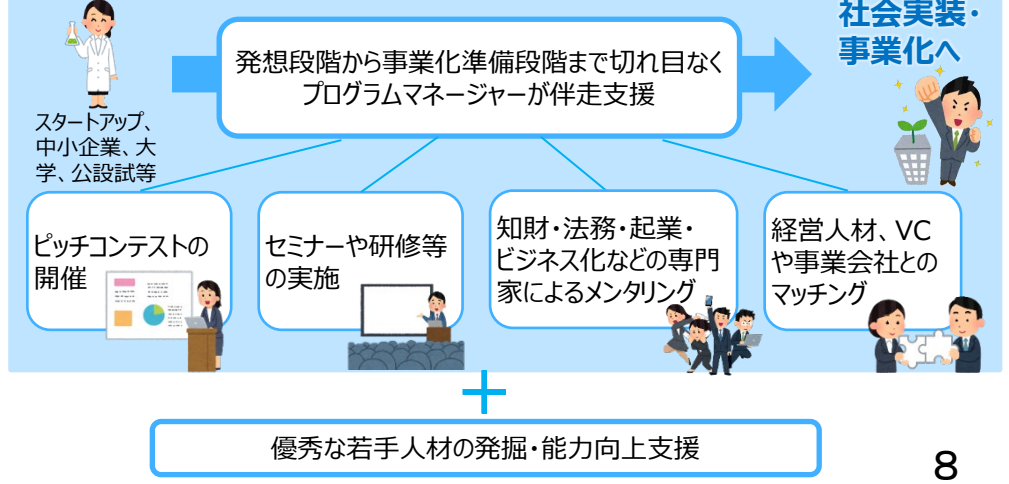 社会実装・
事業化へ
発想段階から事業化準備段階まで切れ目なく
プログラムマネージャーが伴走支援
スタートアップ、
中小企業、大
学、公設試等
ピッチコンテストの
開催
セミナーや研修等
の実施
知財・法務・起業・
ビジネス化などの専門
家によるメンタリング
経営人材、VC
や事業会社との
マッチング
+
優秀な若手人材の発掘・能力向上支援
8